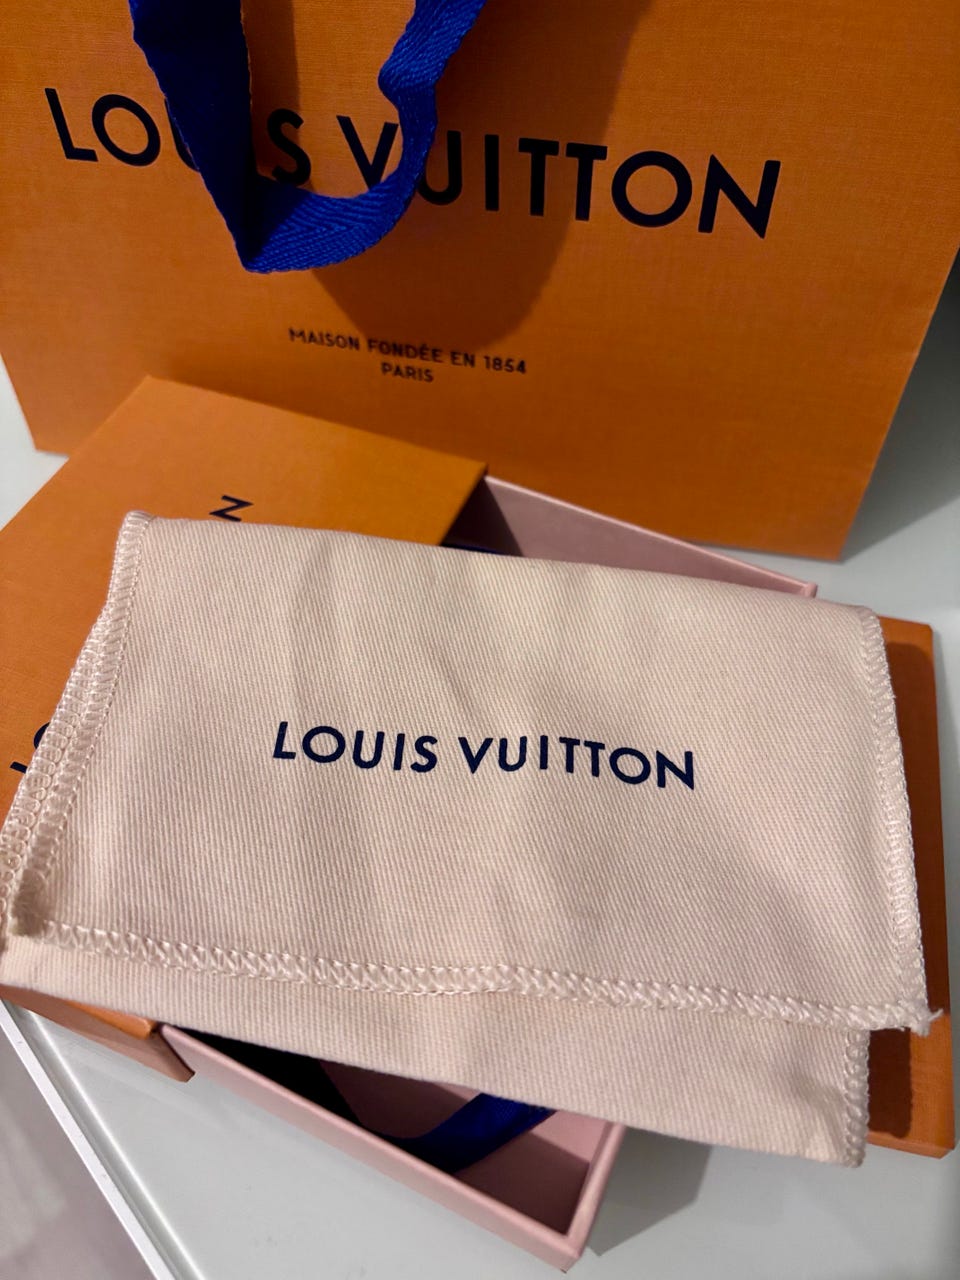 LOUIS VUITTON
MAISON FONDÉE EN 1854
PARIS
LOUIS VUITTON